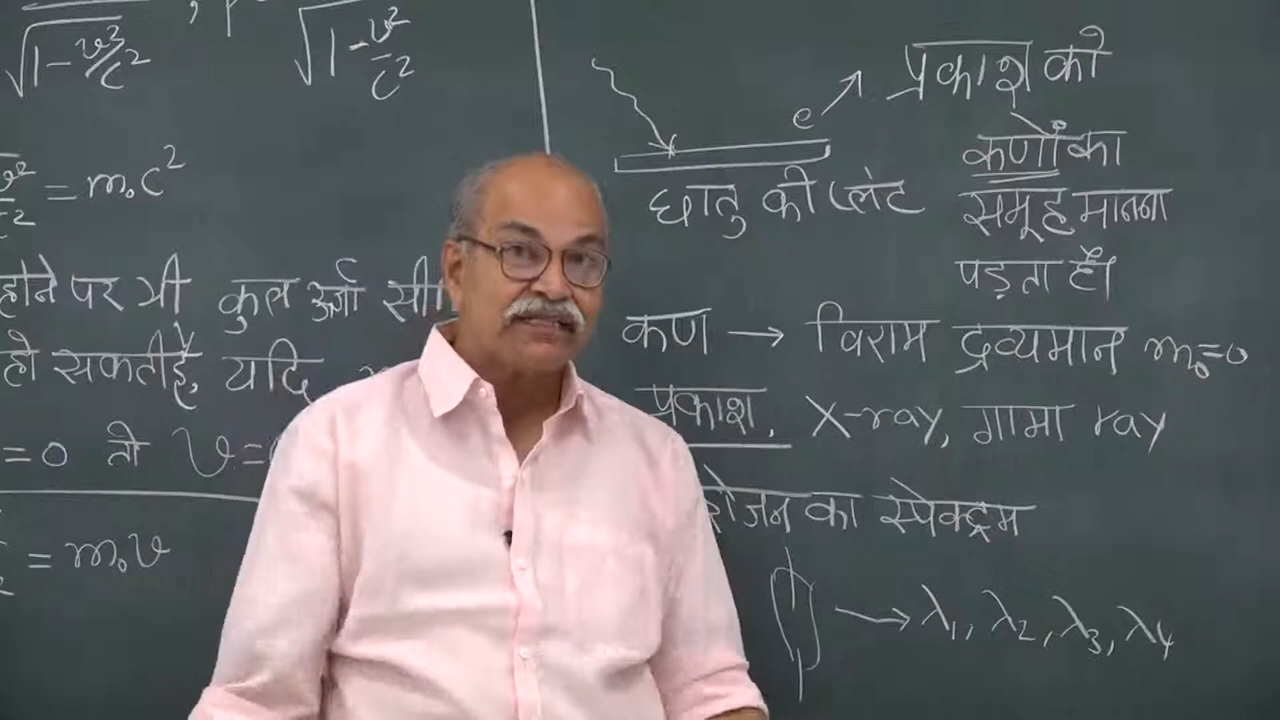 √1-v²/c² , p √1-v²/c²
= m₀c²
होने पर भी कुल ऊर्जा
हो सकती है, यदि
=0 तो v=
= m₀v
e
धातु की प्लेट
प्रकाश को
कणों का
समूह मानना
पड़ता है।
कण → विराम द्रव्यमान m₀=0
प्रकाश, X-ray, गामा ray
का स्पेक्ट्रम
→ λ₁, λ₂, λ₃, λ₄